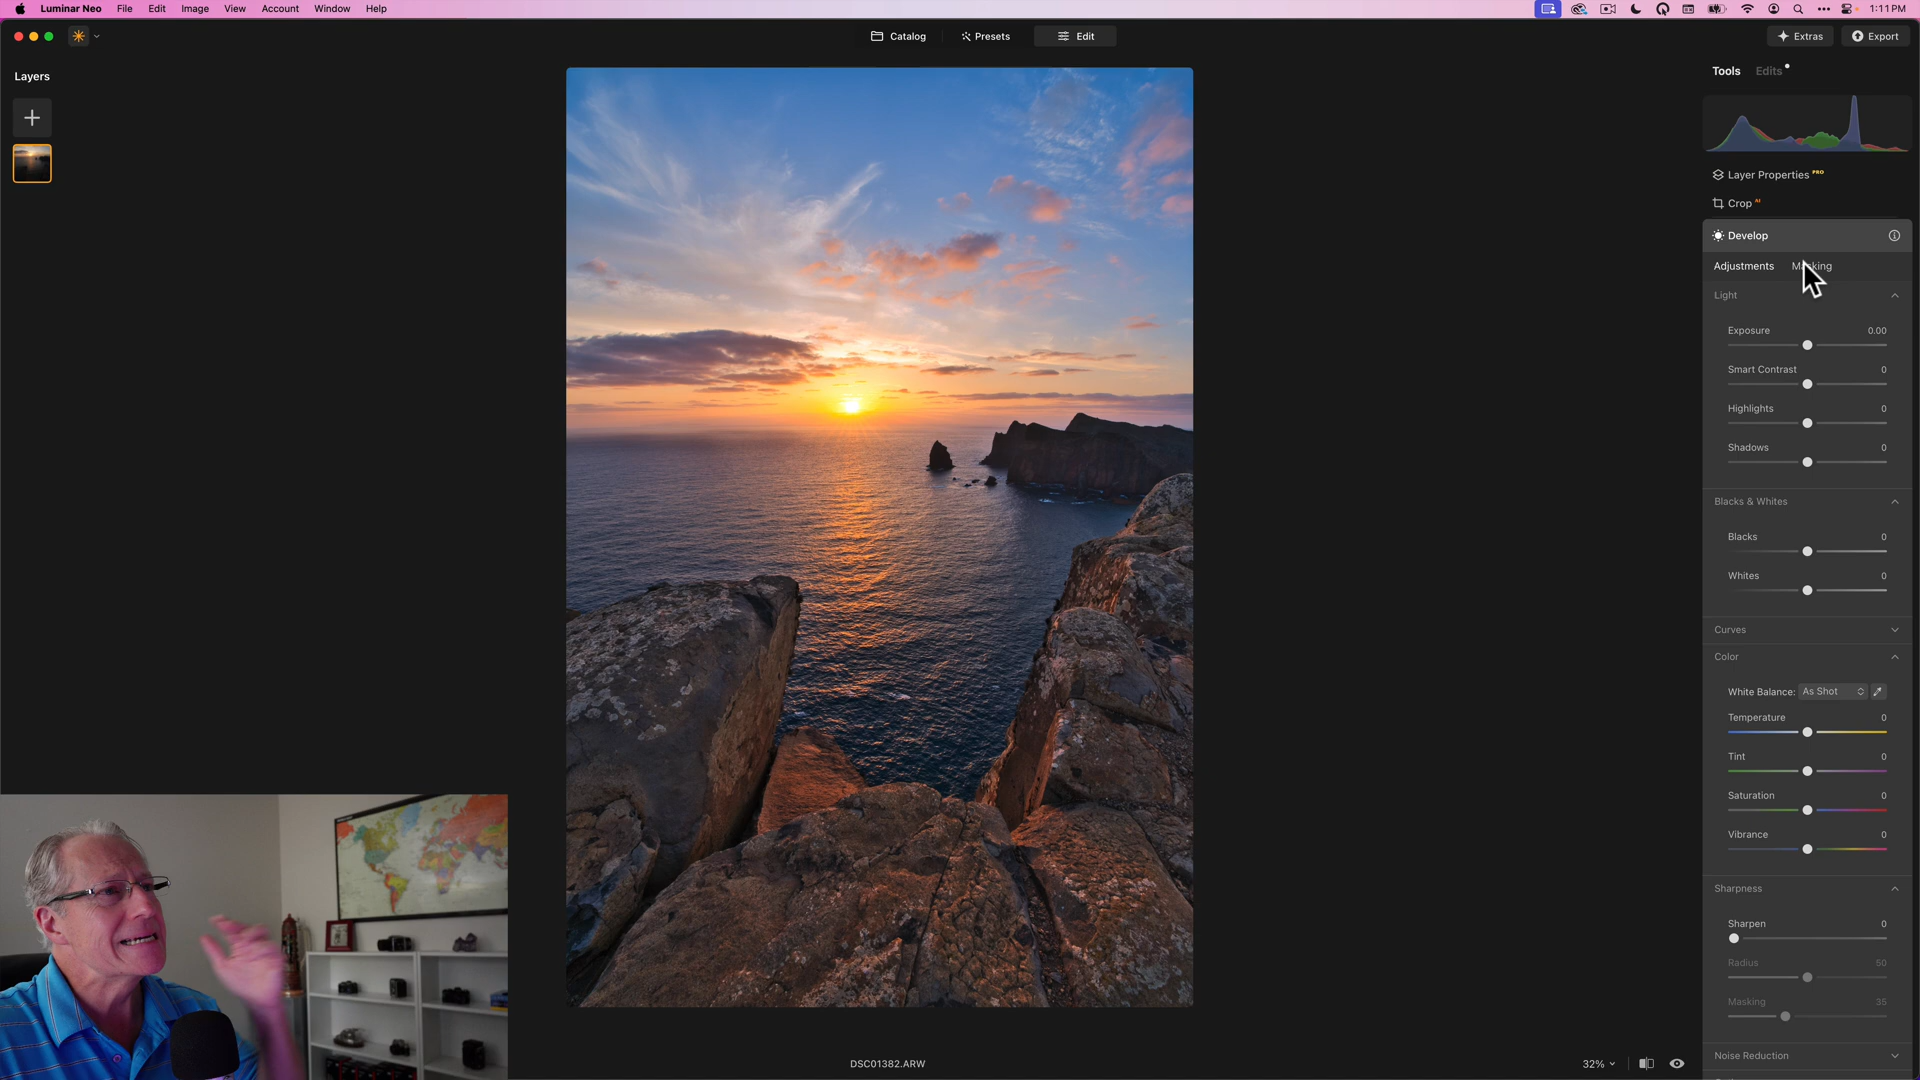 Luminar Neo File Edit Image View Account Window Help 1:11 PM
Catalog Presets Edit Extras Export
Layers
Tools Edits
Layer Properties PRO
Crop AI
Develop
Adjustments Masking
Light
Exposure 0.00
Smart Contrast 0
Highlights 0
Shadows 0
Blacks & Whites
Blacks 0
Whites 0
Curves
Color
White Balance: As Shot
Temperature 0
Tint 0
Saturation 0
Vibrance 0
Sharpness
Sharpen 0
Radius 50
Masking 35
Noise Reduction
DSC01382.ARW 32%